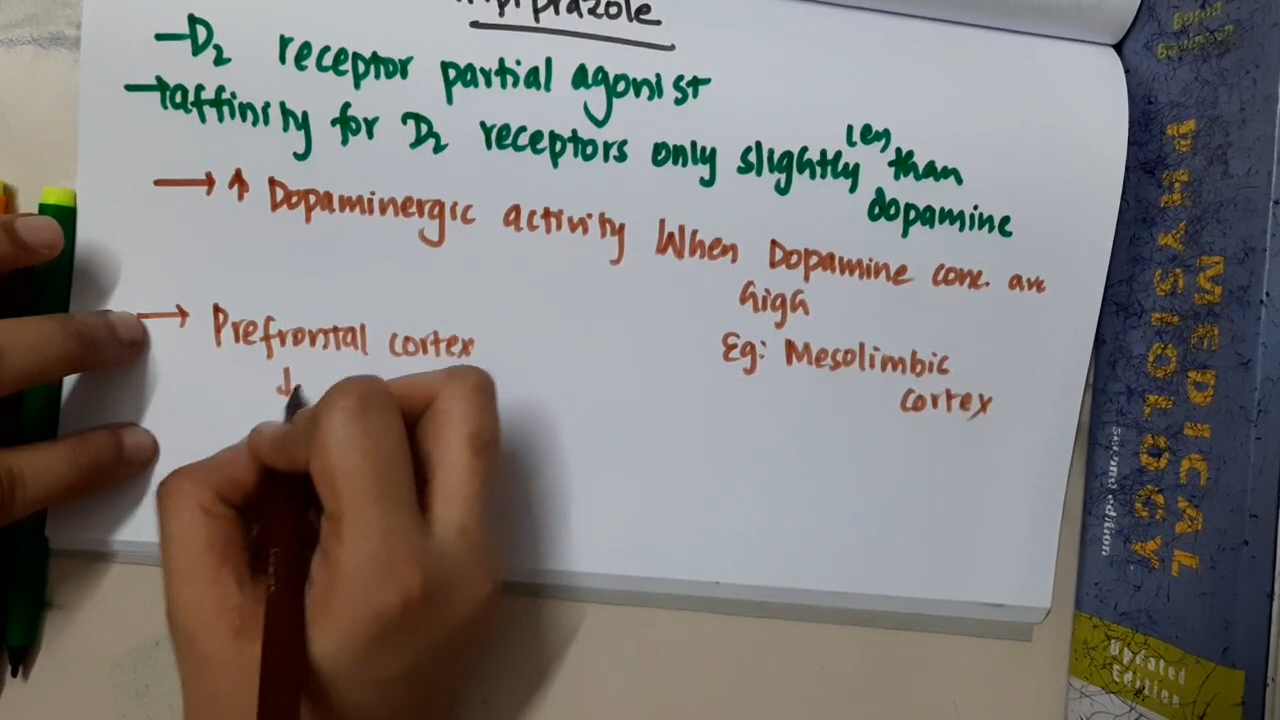 →D₂ receptor partial agonist
→affinity for D₂ receptors only slightly less than
dopamine
→ ↑ Dopaminergic activity When Dopamine conc. are
high
Eg: Mesolimbic
cortex
→ Prefrontal cortex
↓
Boron
Boulpaep
MEDICAL
PHYSIOLOGY
second edition
Updated
Edition